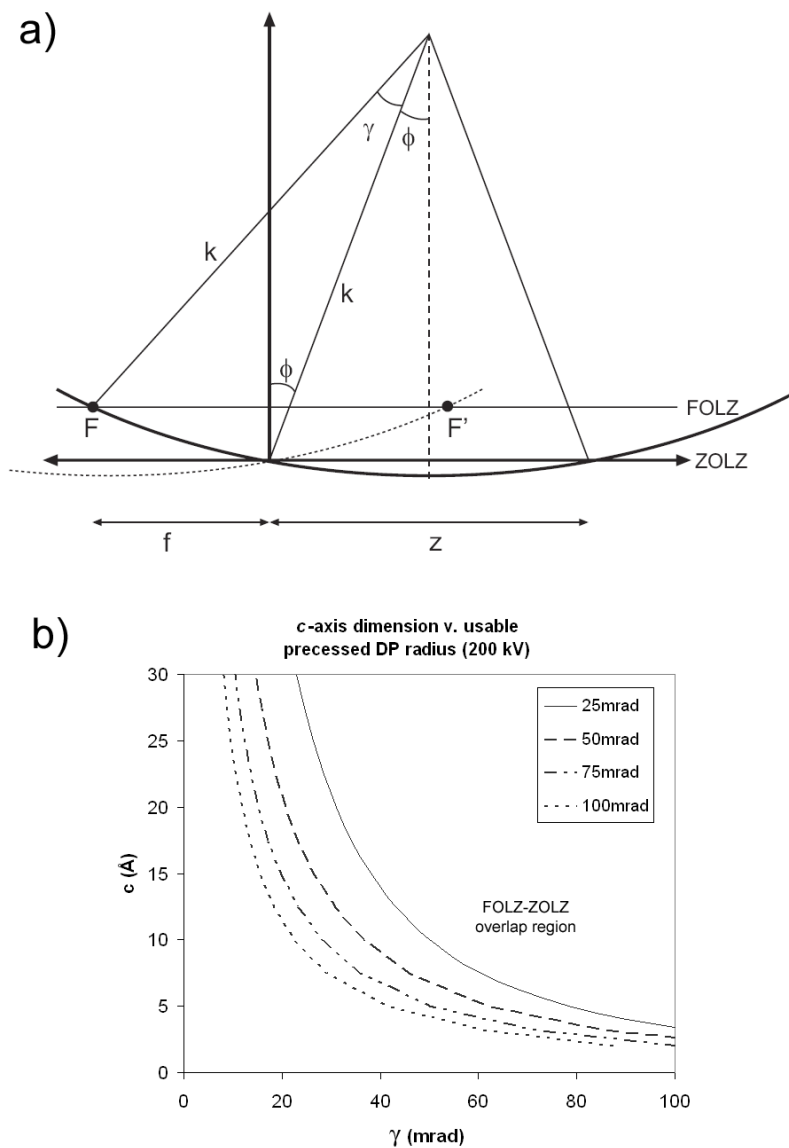 a)
γ
ϕ
k
k
ϕ
F
F'
FOLZ
ZOLZ
f
z
b)
c-axis dimension v. usable
precessed DP radius (200 kV)
30
25
20
15
10
5
0
c (Å)
25mrad
50mrad
75mrad
100mrad
FOLZ-ZOLZ
overlap region
0 20 40 60 80 100
γ (mrad)